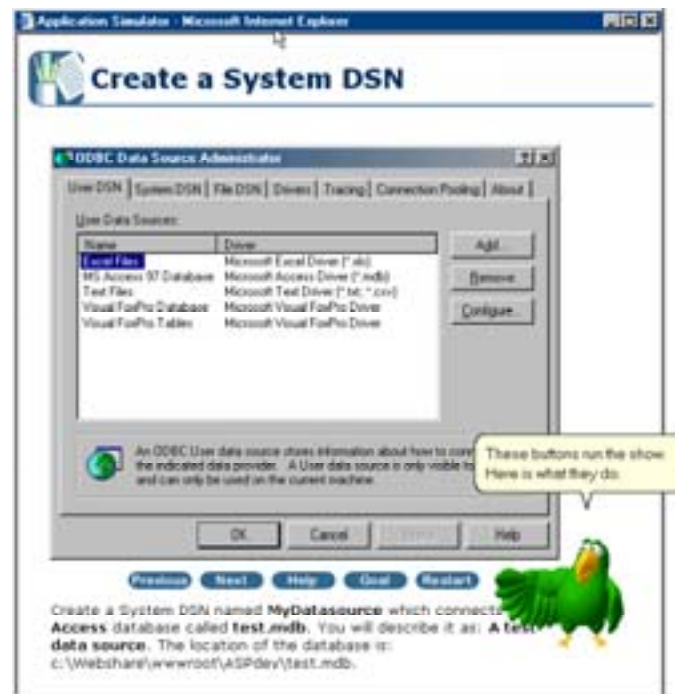 Application Simulator - Microsoft Internet Explorer
Create a System DSN
ODBC Data Source Administrator
User DSN System DSN File DSN Drivers Tracing Connection Pooling About
User Data Sources:
Name Driver
Add...
Excel Files Microsoft Excel Driver (*.xls)
MS Access 97 Database Microsoft Access Driver (*.mdb)
Remove
Text Files Microsoft Text Driver (*.txt, *.csv)
Visual FoxPro Database Microsoft Visual FoxPro Driver
Configure...
Visual FoxPro Tables Microsoft Visual FoxPro Driver
An ODBC User data source stores information about how to
the indicated data provider. A User data source is only visible to
and can only be used on the current machine.
These buttons run the show.
Here is what they do.
OK Cancel Help
Previous Next Help Goal Restart
Create a System DSN named MyDatasource which connects
Access database called test.mdb. You will describe it as: A test
data source. The location of the database is:
c:\Webshare\wwwroot\ASPdev\test.mdb.